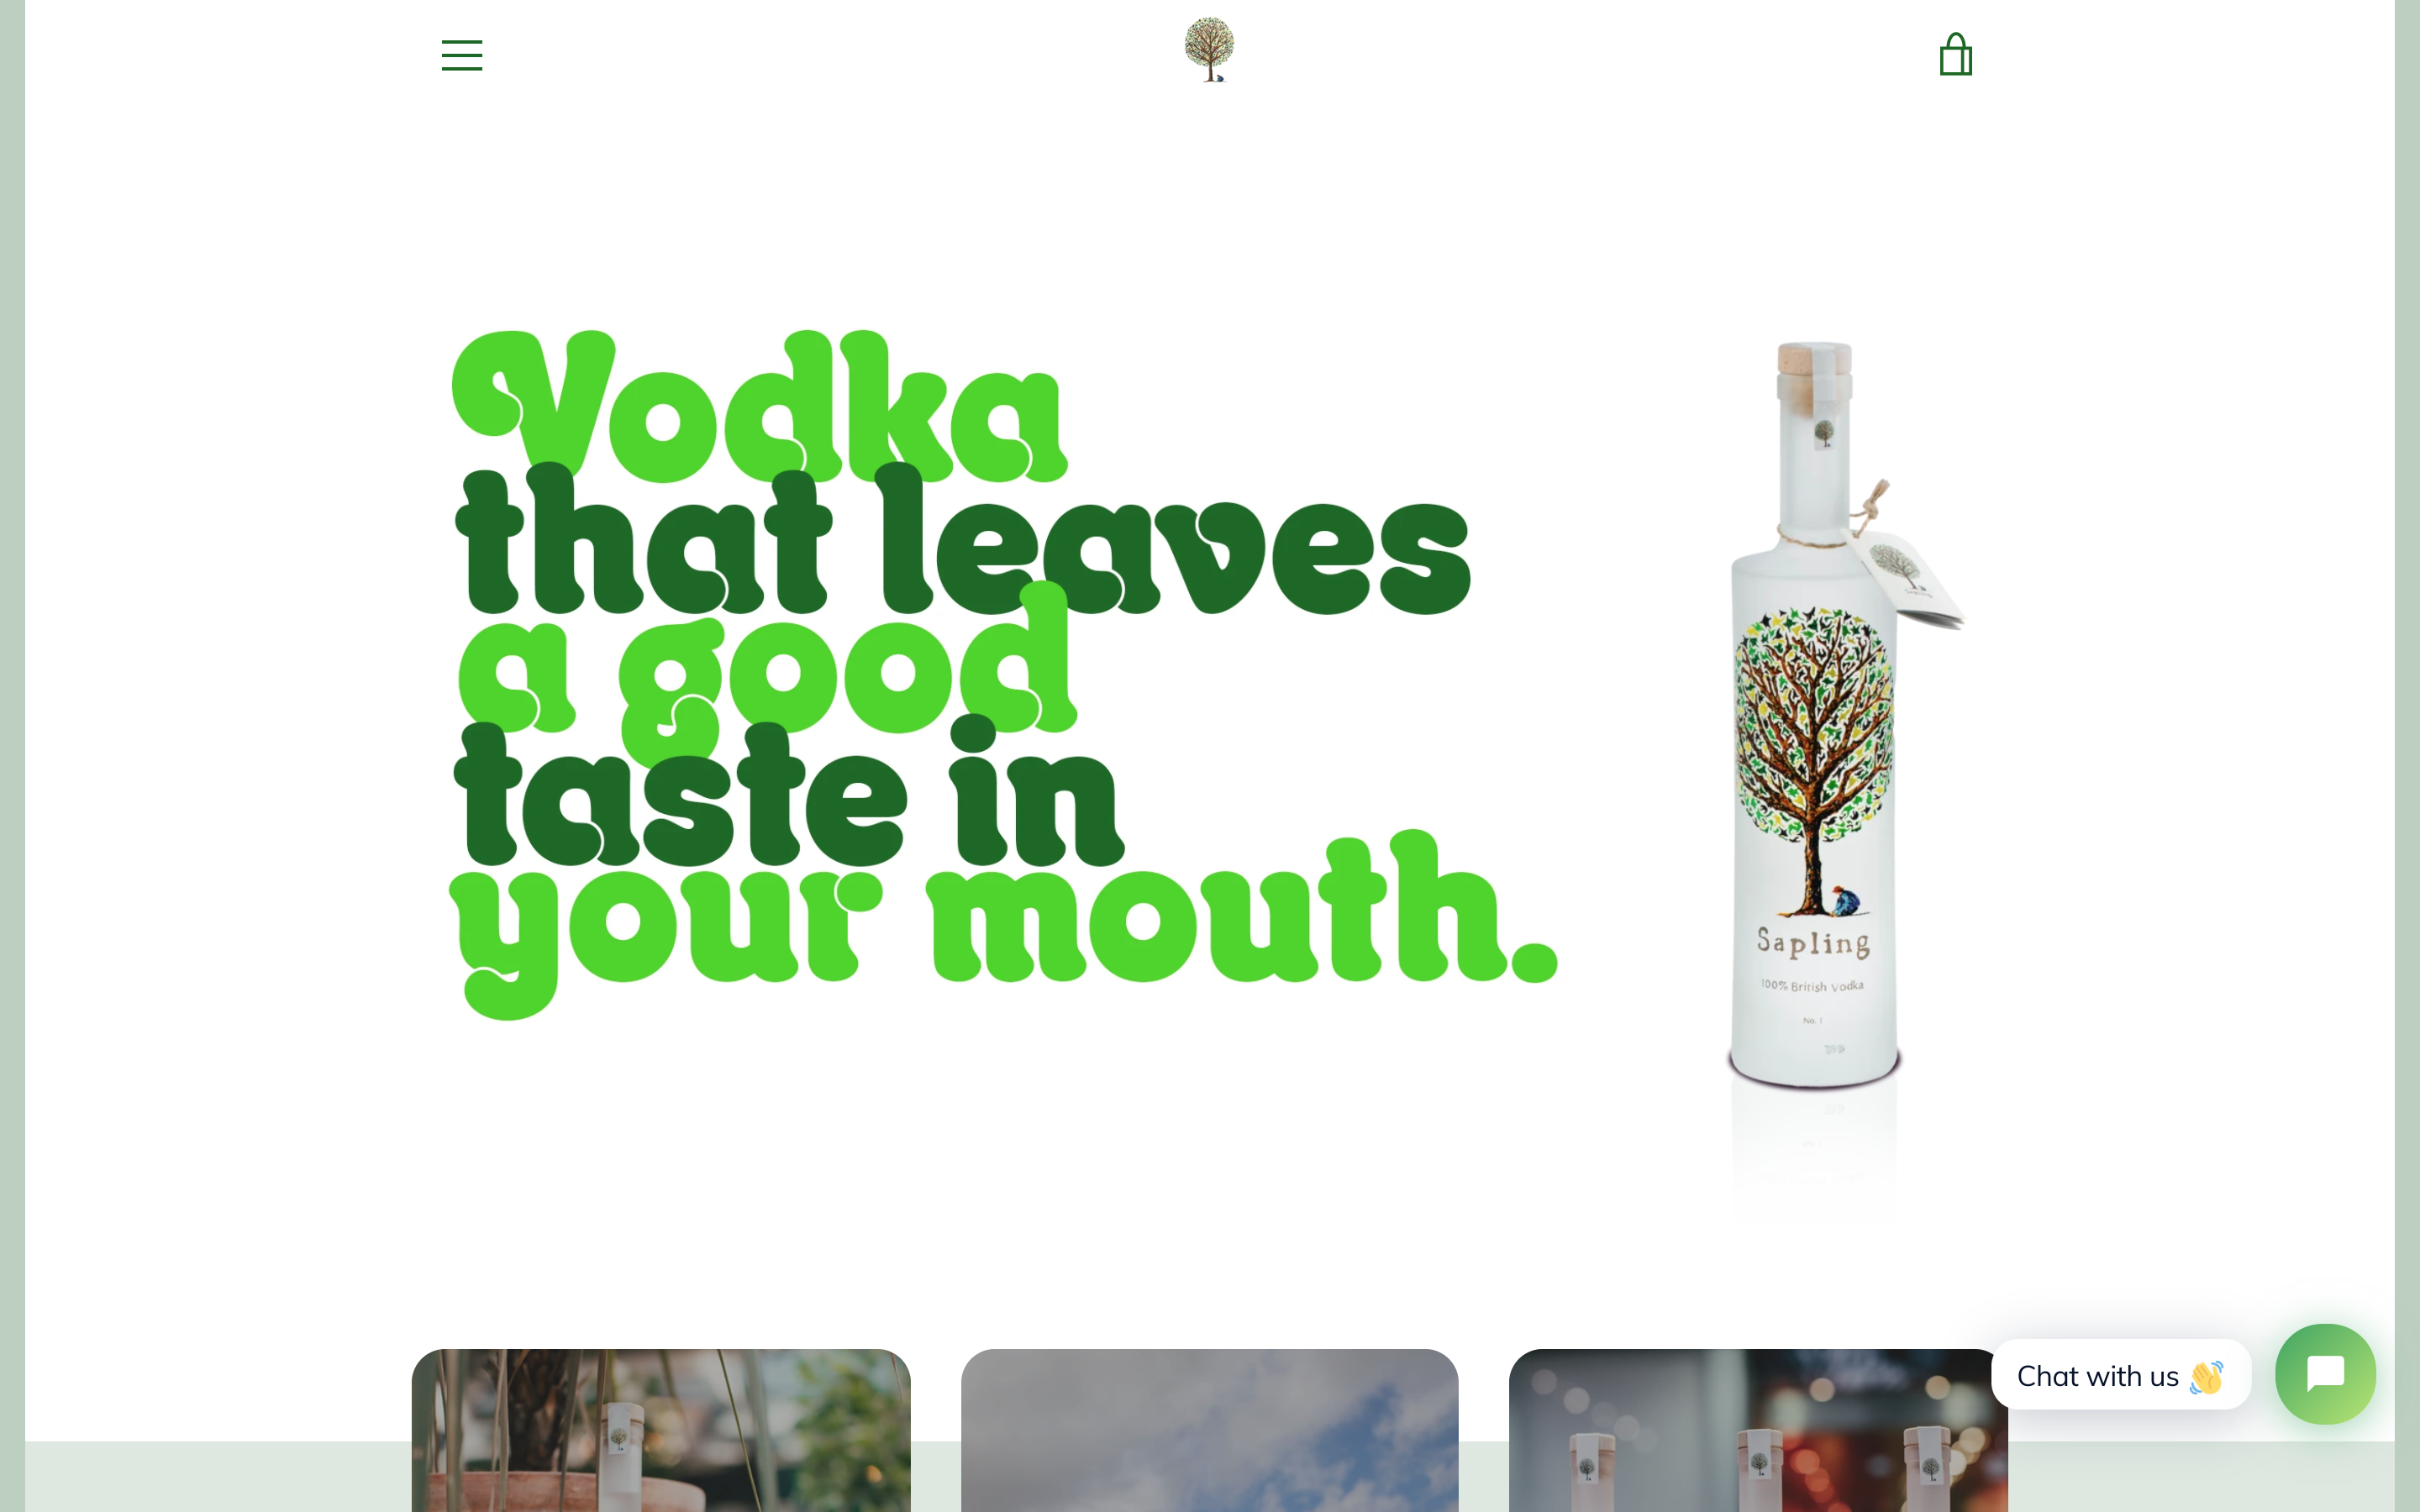 Vodka
that leaves
a good
taste in
your mouth.
Sapling
100% British Vodka
No. 1
Chat with us 👋